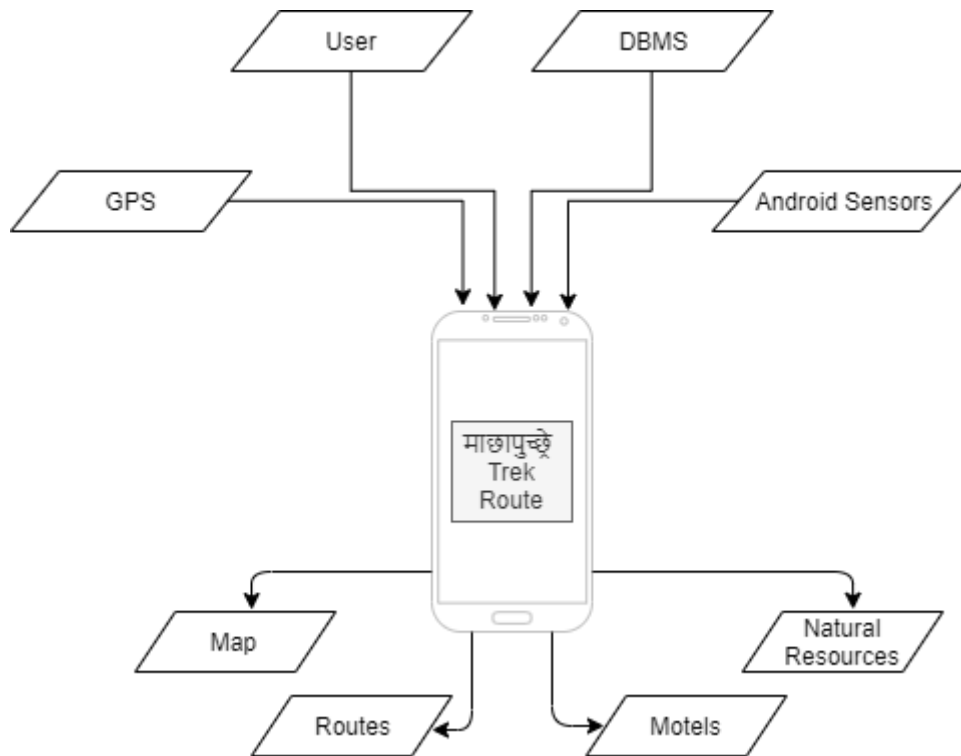 User
DBMS
GPS
Android Sensors
माछापुच्छ्रे
Trek
Route
Map
Natural
Resources
Routes
Motels